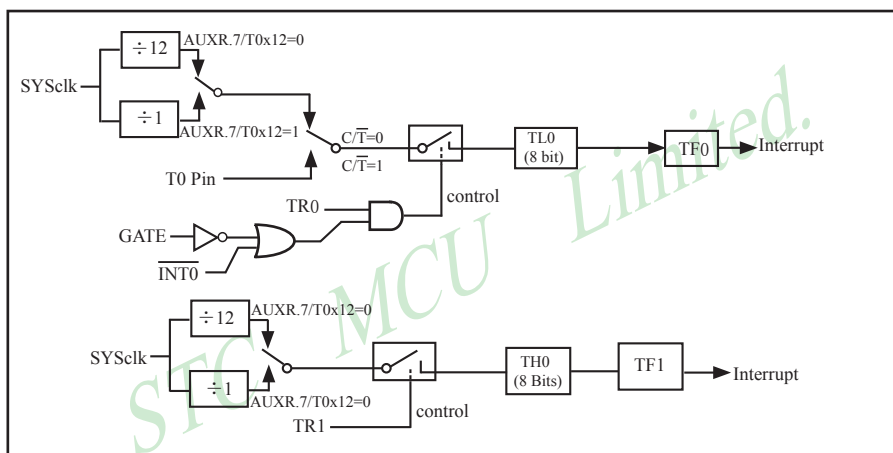 ÷12
AUXR.7/T0x12=0
SYSclk
÷1
AUXR.7/T0x12=1
C/T̅=0
C/T̅=1
T0 Pin
TL0
(8 bit)
TF0
Interrupt
control
TR0
GATE
I̅N̅T̅0̅
÷12
AUXR.7/T0x12=0
SYSclk
÷1
AUXR.7/T0x12=0
TH0
(8 Bits)
TF1
Interrupt
control
TR1
STC MCU Limited.